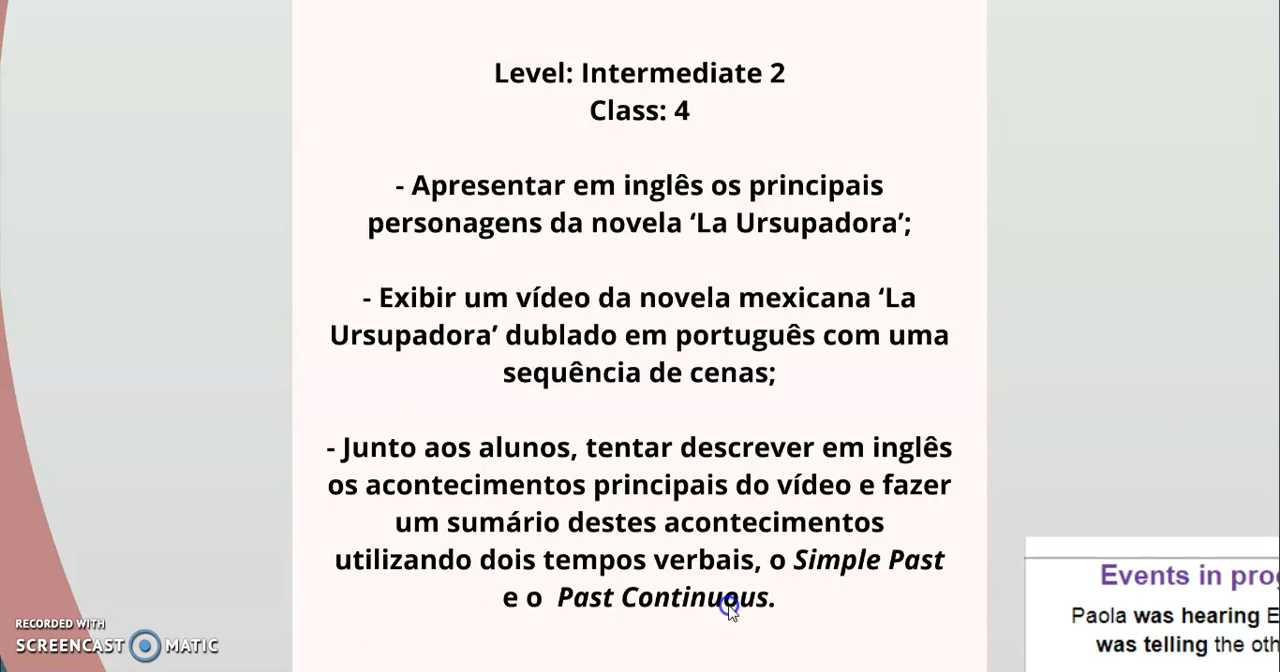 Level: Intermediate 2
Class: 4
- Apresentar em inglês os principais
personagens da novela ‘La Ursupadora’;
- Exibir um vídeo da novela mexicana ‘La
Ursupadora’ dublado em português com uma
sequência de cenas;
- Junto aos alunos, tentar descrever em inglês
os acontecimentos principais do vídeo e fazer
um sumário destes acontecimentos
utilizando dois tempos verbais, o Simple Past
e o Past Continuous.
Events in
Paola was hearing
was telling the
RECORDED WITH
SCREENCAST MATIC